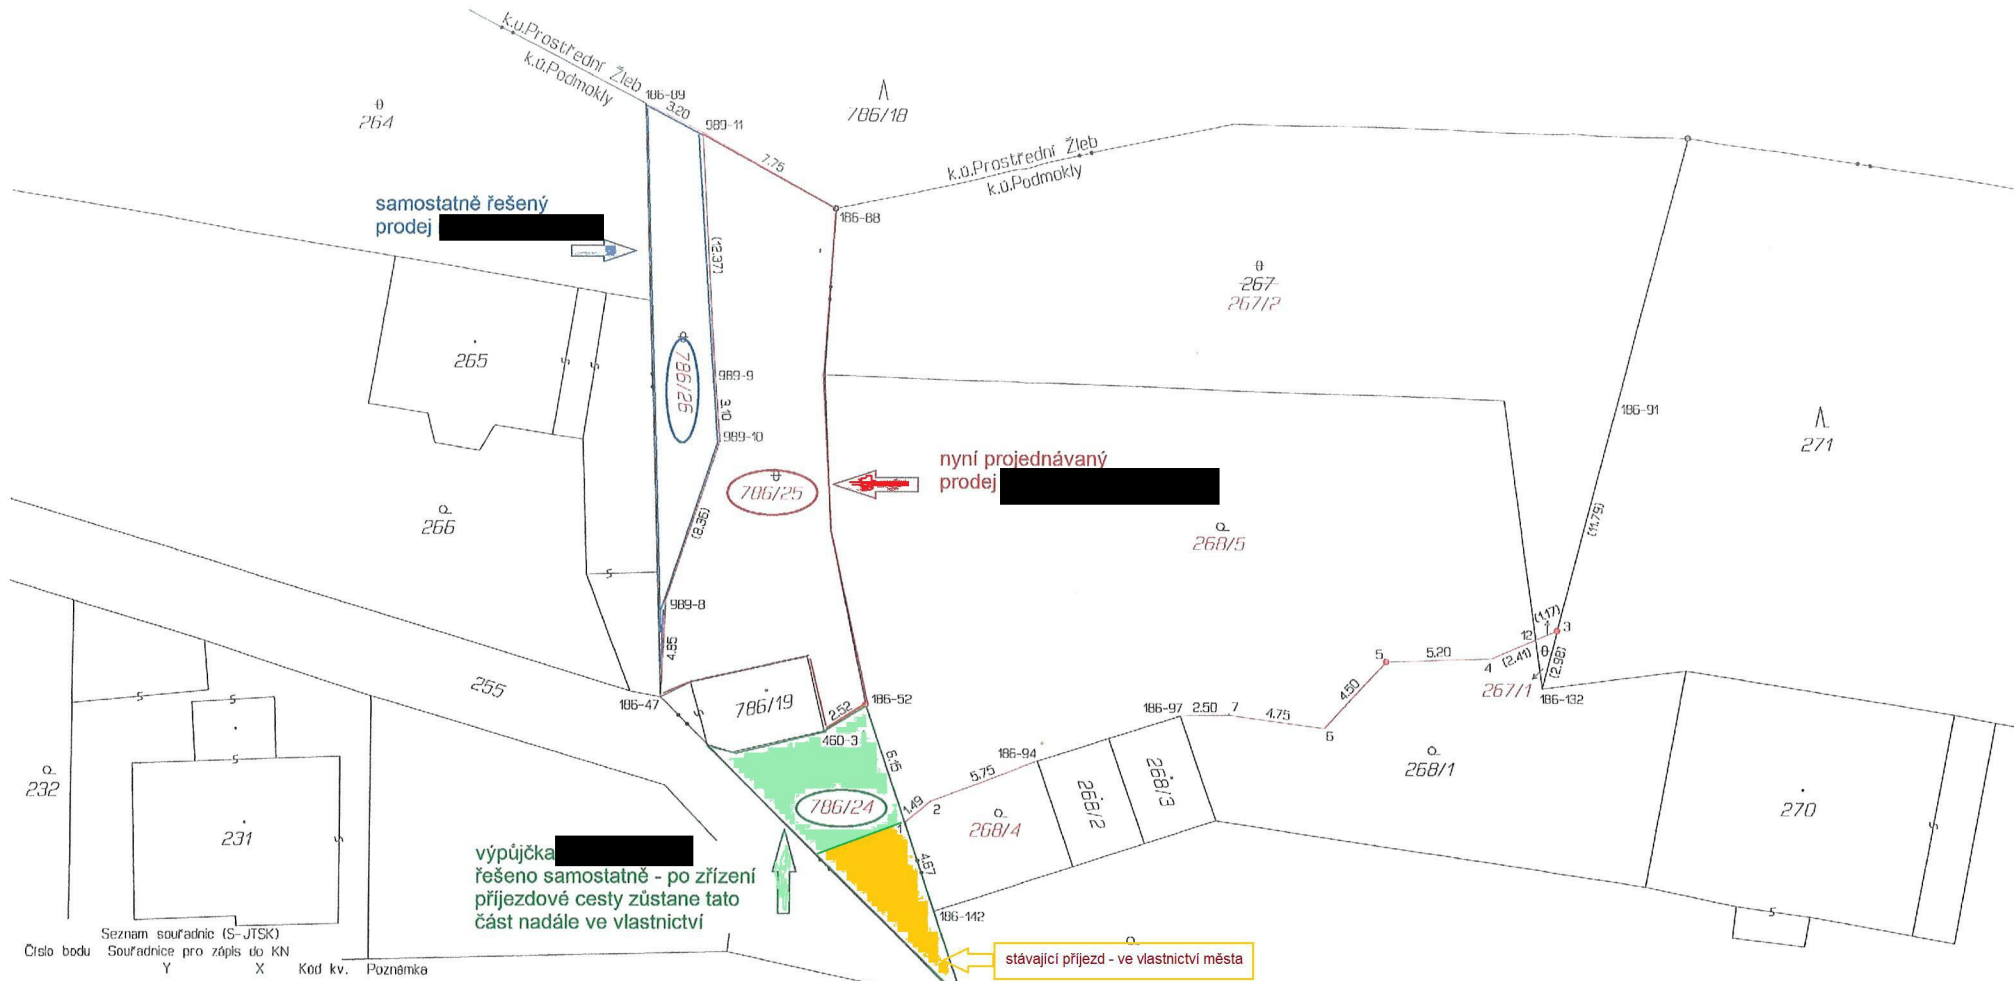 k.ú.Prostřední Žleb
k.ú.Podmokly
186-89
3.20
989-11
7.75
264
786/18
k.ú.Prostřední Žleb
k.ú.Podmokly
186-88
samostatně řešený
prodej
(12.37)
267
267/2
265
s
s
786/26
989-9
3.10
989-10
186-91
271
nyní projednávaný
prodej
786/25
266
(8.36)
268/5
(11.79)
s
989-8
4.85
(1.17)
3
12
5
5.20
4
(2.41)
(2.98)
267/1
186-132
255
186-47
s
786/19
2.52
186-52
460-3
4.50
186-97
2.50
7
4.75
6
s
s
s
6.15
186-94
5.75
1.49
2
268/2
268/3
268/1
232
231
s
786/24
1
268/4
270
s
4.67
výpůjčka
řešeno samostatně - po zřízení
příjezdové cesty zůstane tato
část nadále ve vlastnictví
186-142
s
Seznam souřadnic (S-JTSK)
Číslo bodu Souřadnice pro zápis do KN
Y X Kód kv. Poznámka
stávající příjezd - ve vlastnictví města